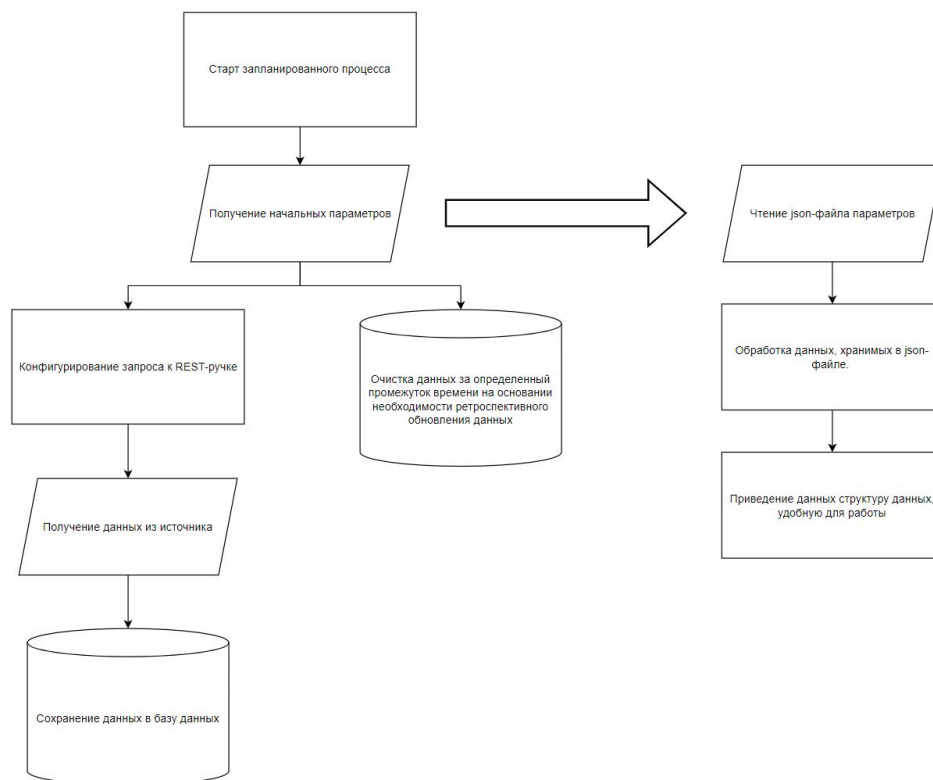 Старт запланированного процесса
Получение начальных параметров
Чтение json-файла параметров
Конфигурирование запроса к REST-ручке
Очистка данных за определенный
промежуток времени на основании
необходимости ретроспективного
обновления данных
Обработка данных, хранимых в json-
файле.
Получение данных из источника
Приведение данных структуру данных,
удобную для работы
Сохранение данных в базу данных